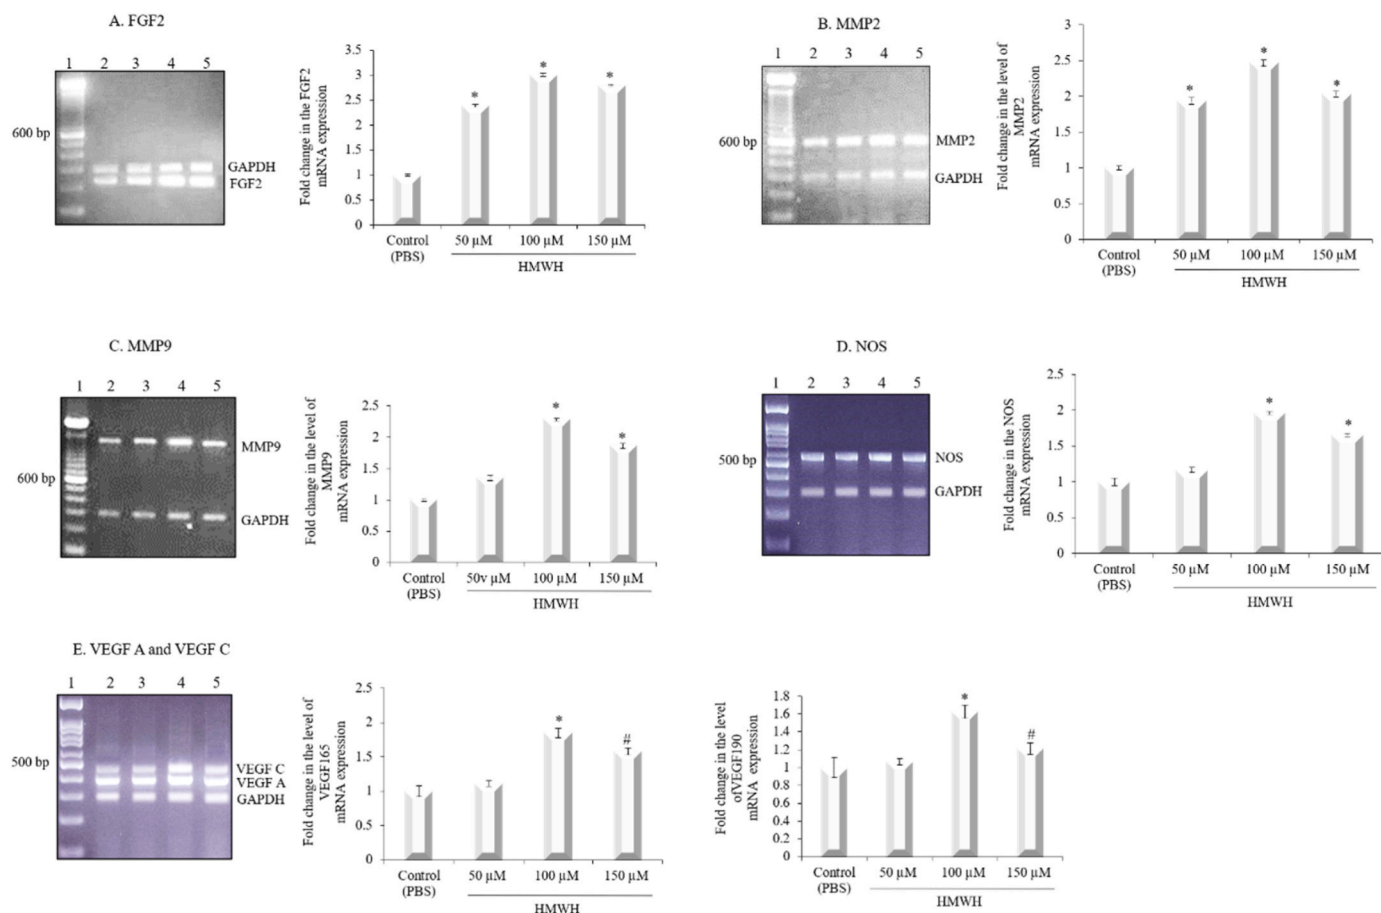 A. FGF2
1 2 3 4 5
600 bp
GAPDH
FGF2
Fold change in the FGF2
mRNA expression
3.5
3
2.5
2
1.5
1
0.5
0
* * *
Control
(PBS)
50 µM 100 µM 150 µM
HMWH
B. MMP2
1 2 3 4 5
600 bp
MMP2
GAPDH
Fold change in the level of
MMP2
mRNA expression
3
2.5
2
1.5
1
0.5
0
* * *
Control
(PBS)
50 µM 100 µM 150 µM
HMWH
C. MMP9
1 2 3 4 5
600 bp
MMP9
GAPDH
Fold change in the level of
MMP9
mRNA expression
2.5
2
1.5
1
0.5
0
* *
Control
(PBS)
50v µM 100 µM 150 µM
HMWH
D. NOS
1 2 3 4 5
500 bp
NOS
GAPDH
Fold change in the NOS
mRNA expression
2.5
2
1.5
1
0.5
0
* *
Control
(PBS)
50 µM 100 µM 150 µM
HMWH
E. VEGF A and VEGF C
1 2 3 4 5
500 bp
VEGF C
VEGF A
GAPDH
Fold change in the level of
VEGF165
mRNA expression
2.5
2
1.5
1
0.5
0
* #
Control
(PBS)
50 µM 100 µM 150 µM
HMWH
Fold change in the level
ofVEGF190
mRNA expression
1.8
1.6
1.4
1.2
1
0.8
0.6
0.4
0.2
0
* #
Control
(PBS)
50 µM 100 µM 150 µM
HMWH